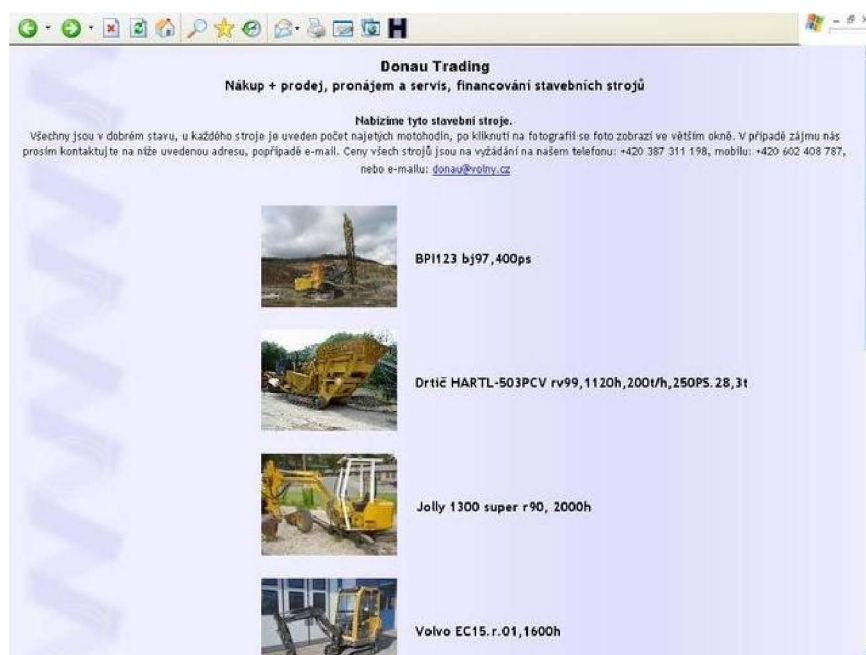 Donau Trading
Nákup + prodej, pronájem a servis, financování stavebních strojů
Nabízíme tyto stavební stroje.
Všechny jsou v dobrém stavu, u každého stroje je uveden počet najetých motohodin, po kliknutí na fotografii se foto zobrazí ve větším okně. V případě zájmu nás
prosím kontaktujte na níže uvedenou adresu, popřípadě e-mail. Ceny všech strojů jsou na vyžádání na našem telefonu: +420 387 311 198, mobilu: +420 602 408 787,
nebo e-mailu: donau@volny.cz
BPI123 bj97,400ps
Drtič HARTL-503PCV rv99,1120h,200t/h,250PS.28,3t
Jolly 1300 super r90, 2000h
Volvo EC15.r.01,1600h